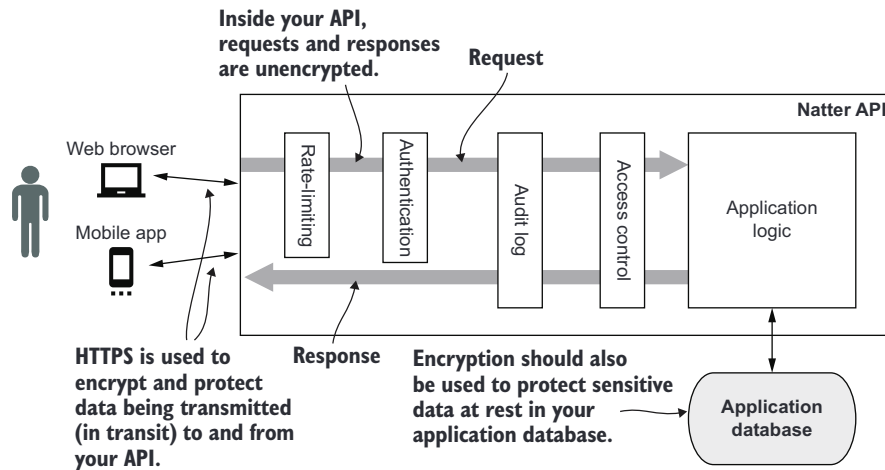 Inside your API,
requests and responses
are unencrypted.
Request
Natter API
Web browser
Mobile app
Rate-limiting
Authentication
Audit log
Access control
Application
logic
HTTPS is used to
encrypt and protect
data being transmitted
(in transit) to and from
your API.
Response
Encryption should also
be used to protect sensitive
data at rest in your
application database.
Application
database